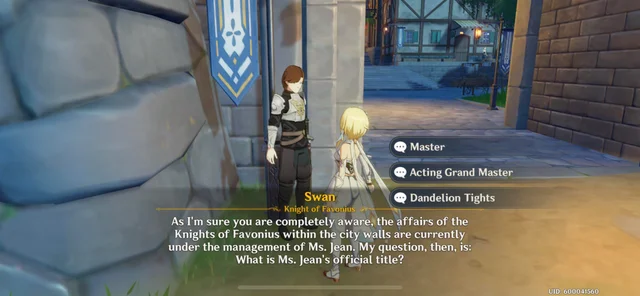 Master
Acting Grand Master
Dandelion Tights
Swan
Knight of Favonius
As I'm sure you are completely aware, the affairs of the
Knights of Favonius within the city walls are currently
under the management of Ms. Jean. My question, then, is:
What is Ms. Jean's official title?
UID: 600041560